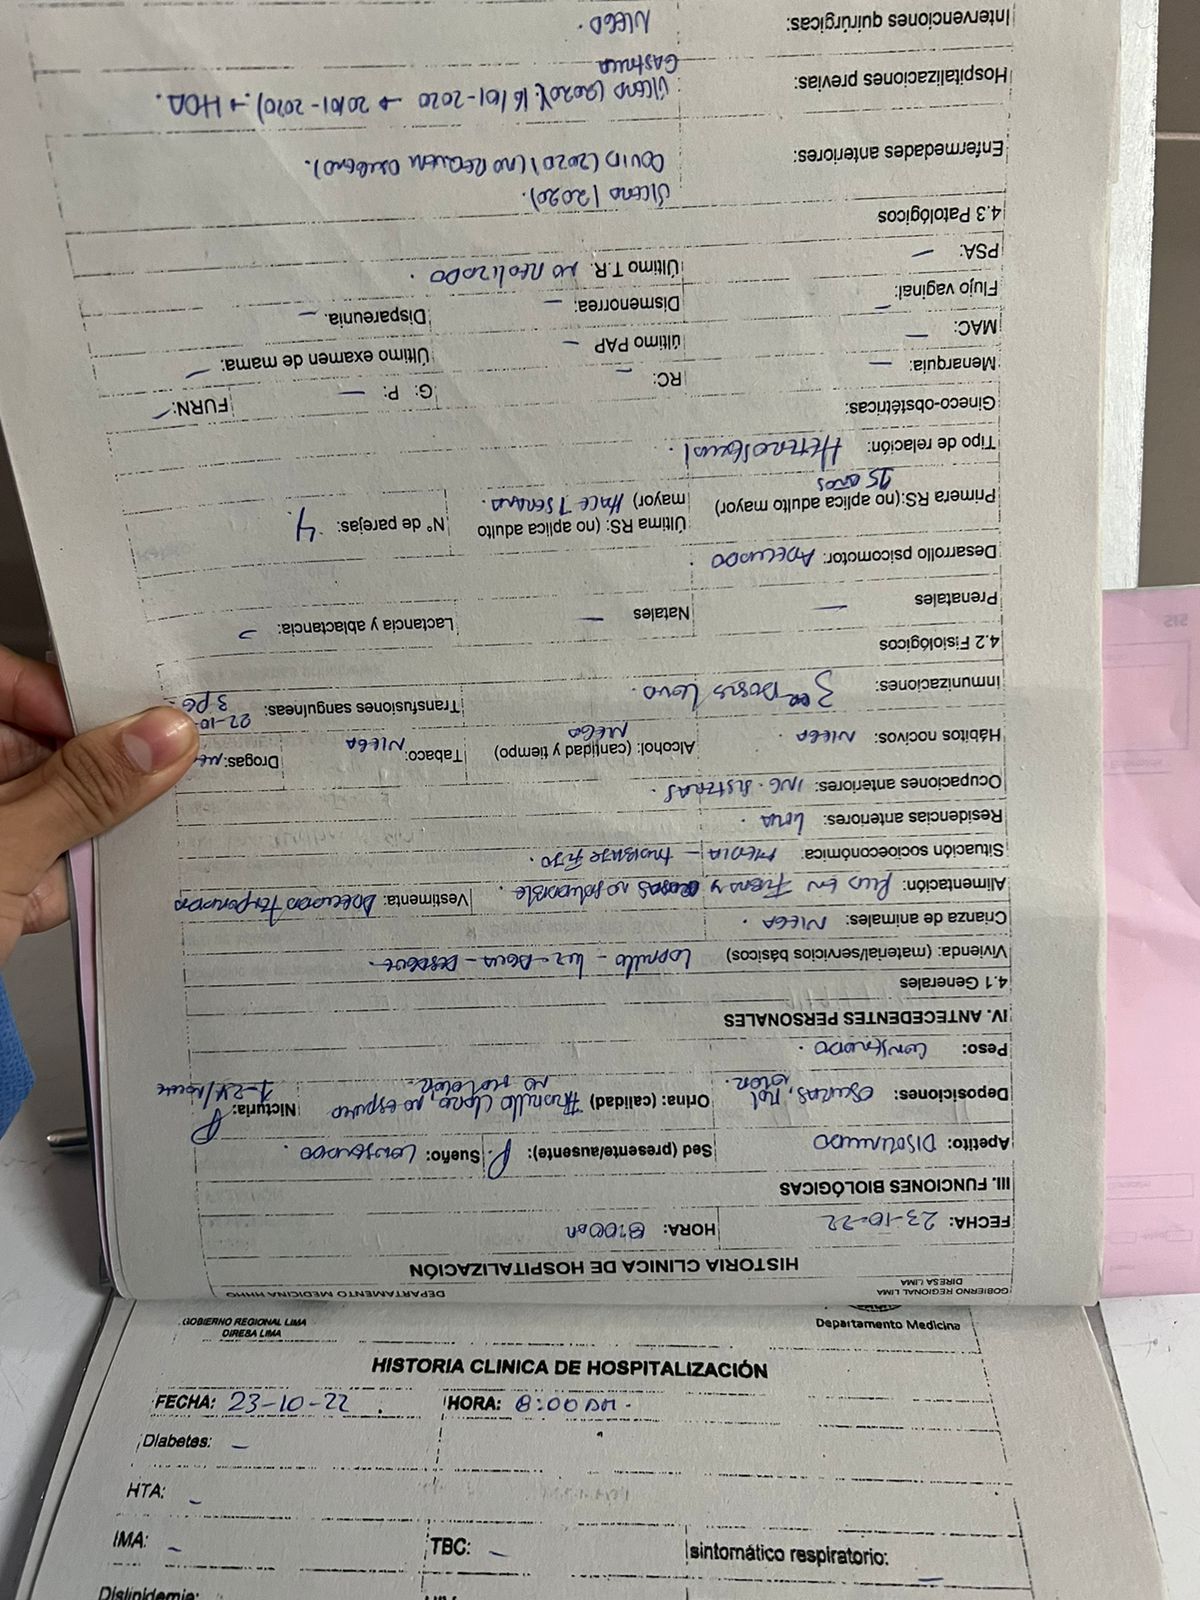 Dislipidemia:
IMA: -
TBC: -
sintomático respiratorio: -
HTA: -
Diabetes: -
FECHA: 23-10-22 HORA: 8:00 am.
HISTORIA CLINICA DE HOSPITALIZACIÓN
GOBIERNO REGIONAL LIMA
DIRESA LIMA
Departamento Medicina
GOBIERNO REGIONAL LIMA DEPARTAMENTO MEDICINA HHHO
DIRESA LIMA
HISTORIA CLINICA DE HOSPITALIZACIÓN
FECHA: 23-10-22 HORA: 8:00 am
III. FUNCIONES BIOLÓGICAS
Apetito: DISMINUIDO Sed (presente/ausente): P. Sueño: CONSERVADO.
Deposiciones: OSCURAS, MAL OLOR. Orina: (calidad) AMARILLO CLARO, NO ESPUMA NO MAL OLOR. Nicturia: P 1-2x/NOCHE
Peso: CONSERVADO.
IV. ANTECEDENTES PERSONALES
4.1 Generales
Vivienda: (material/servicios básicos) LADRILLO - LUZ - AGUA - DESAGUE.
Crianza de animales: NIEGA.
Alimentación: RICA EN FIBRA Y GRASAS NO SALUDABLE. Vestimenta: ADECUADA TEMPORADA
Situación socioeconómica: MEDIA - TRABAJO FIJO.
Residencias anteriores: LIMA.
Ocupaciones anteriores: ING. SISTEMAS.
Hábitos nocivos: NIEGA. Alcohol: (cantidad y tiempo) NIEGA Tabaco: NIEGA Drogas:
Inmunizaciones: 3era DOSIS COVID. Transfusiones sanguíneas: 22-10- 3 PG
4.2 Fisiológicos
Prenatales - Natales - Lactancia y ablactancia: -
Desarrollo psicomotor: ADECUADO
Primera RS:(no aplica adulto mayor) 15 AÑOS Última RS: (no aplica adulto mayor) HACE 1 SEMANA. N° de parejas: 4.
Tipo de relación: HETEROSEXUAL.
Gineco-obstétricas:
Menarquia: - RC: - G: P: - FURN: -
MAC: - último PAP - Último examen de mama: -
Flujo vaginal: - Dismenorrea: - Dispareunia. -
PSA: - Último T.R. NO REALIZADO.
4.3 Patológicos
Enfermedades anteriores: ÚLCERA (2020).
COVID (2020) (NO REQUERIA OXIGENO).
Hospitalizaciones previas: ÚLCERA (2020) (16/01-2020 → 20/01-2020) → HDA.
GASTRICA
Intervenciones quirúrgicas: NIEGA.
SIS